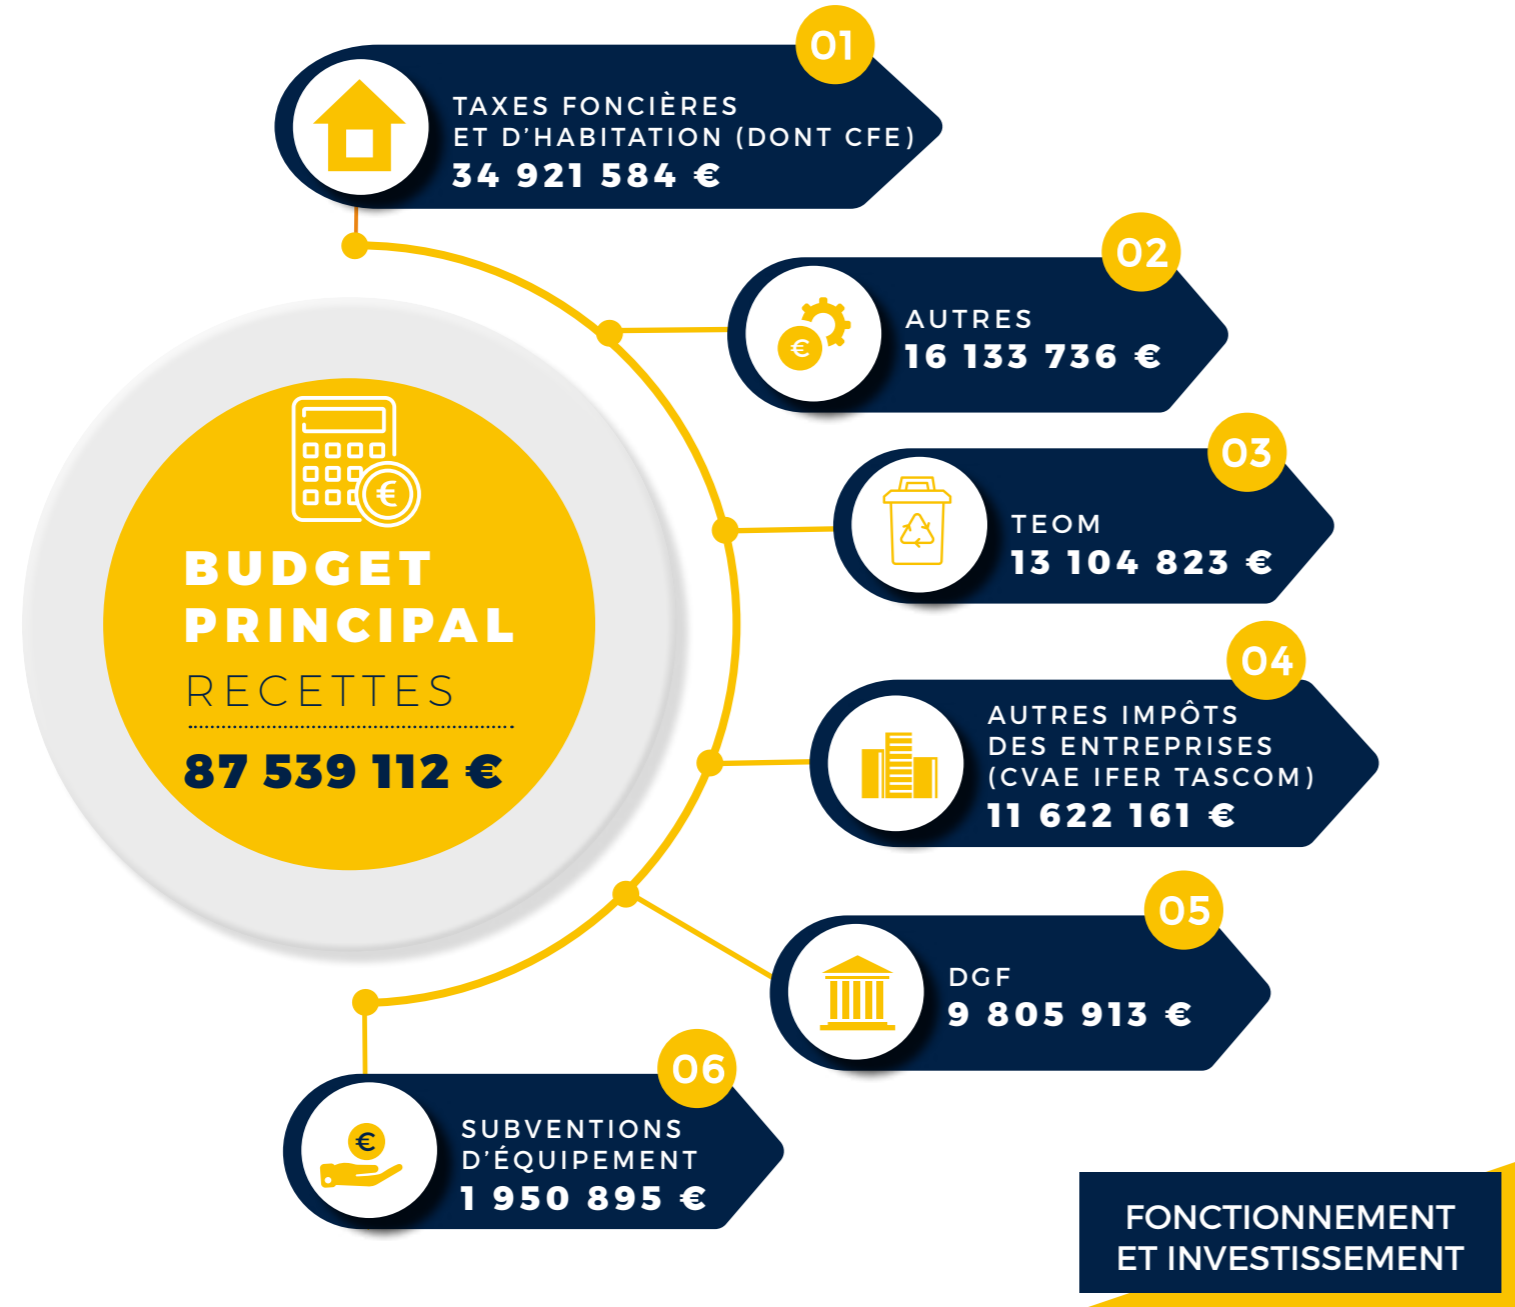 01
TAXES FONCIÈRES
ET D'HABITATION (DONT CFE)
34 921 584 €
02
AUTRES
€
16 133 736 €
03
TEOM
13 104 823 €
€
BUDGET
PRINCIPAL
RECETTES
87 539 112 €
04
AUTRES IMPÔTS
DES ENTREPRISES
(CVAE IFER TASCOM)
11 622 161 €
05
DGF
9 805 913 €
06
SUBVENTIONS
€
D'ÉQUIPEMENT
1 950 895 €
FONCTIONNEMENT
ET INVESTISSEMENT